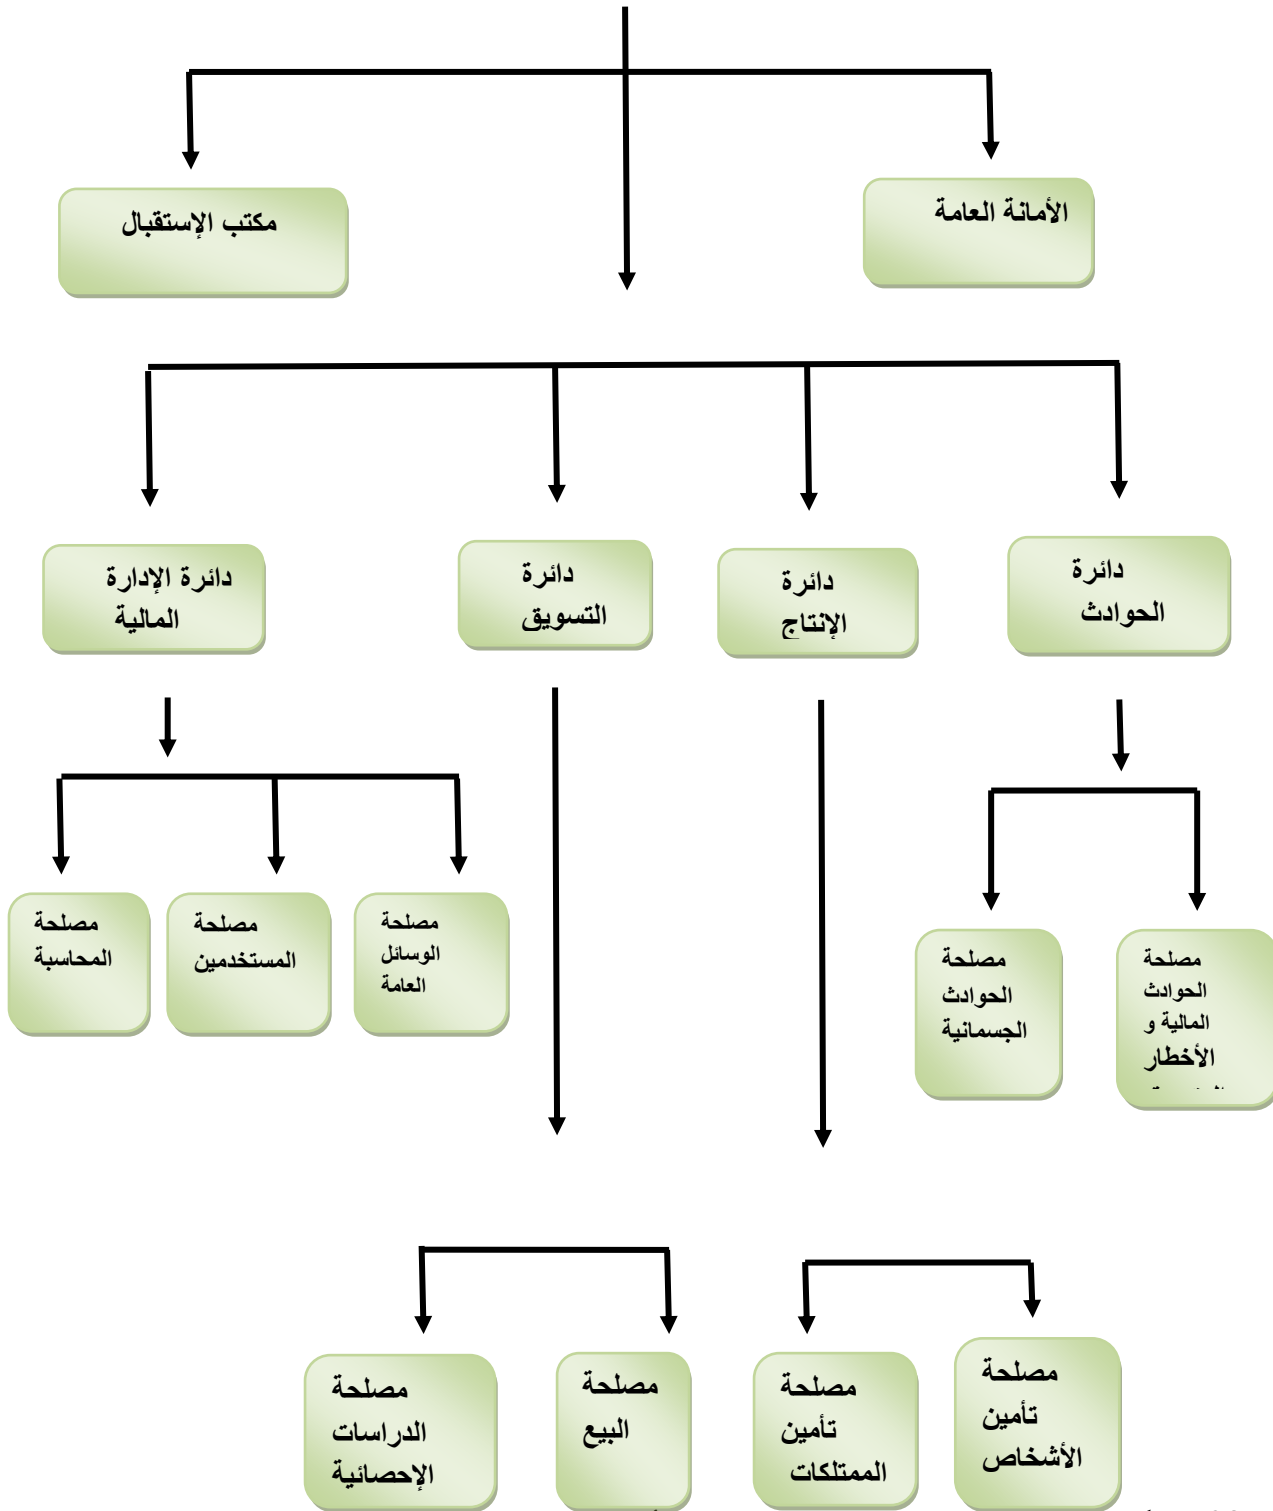 الأمانة العامة
مكتب الإستقبال
دائرة
الحوادث
دائرة
الإنتاج
دائرة
التسويق
دائرة الإدارة
المالية
مصلحة
الوسائل
العامة
مصلحة
المستخدمين
مصلحة
المحاسبة
مصلحة
الحوادث
المالية و
الأخطار
مصلحة
الحوادث
الجسمانية
مصلحة
تأمين
الأشخاص
مصلحة
تأمين
الممتلكات
مصلحة
البيع
مصلحة
الدراسات
الإحصائية